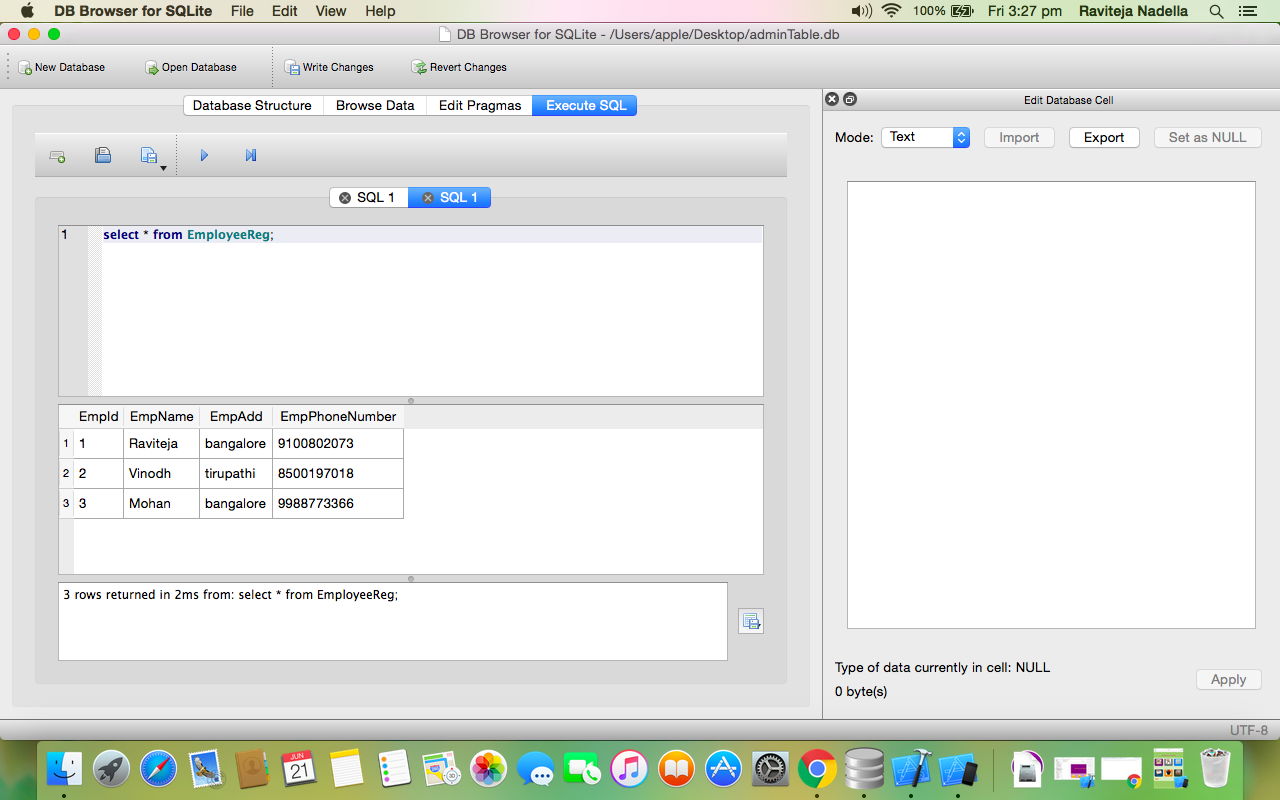 DB Browser for SQLite File Edit View Help 100% Fri 3:27 pm Raviteja Nadella
DB Browser for SQLite - /Users/apple/Desktop/adminTable.db
New Database Open Database Write Changes Revert Changes
Database Structure Browse Data Edit Pragmas Execute SQL
SQL 1 SQL 1
1 select * from EmployeeReg;
EmpId EmpName EmpAdd EmpPhoneNumber
1 1 Raviteja bangalore 9100802073
2 2 Vinodh tirupathi 8500197018
3 3 Mohan bangalore 9988773366
3 rows returned in 2ms from: select * from EmployeeReg;
Edit Database Cell
Mode: Text Import Export Set as NULL
Type of data currently in cell: NULL
0 byte(s)
Apply
UTF-8
JUN
21